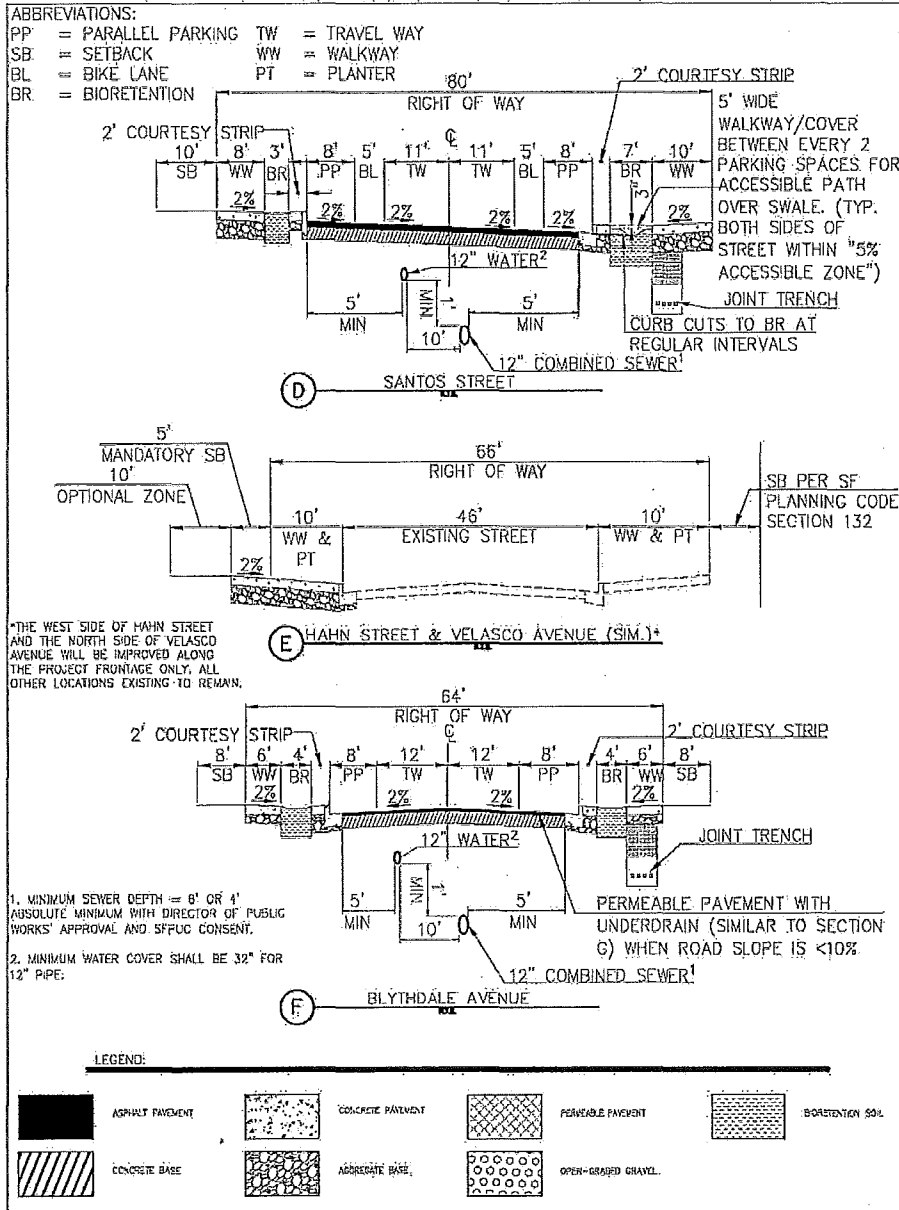 ABBREVIATIONS:
PP = PARALLEL PARKING TW = TRAVEL WAY
SB = SETBACK WW = WALKWAY
BL = BIKE LANE PT = PLANTER
BR = BIORETENTION
80'
RIGHT OF WAY
2' COURTESY STRIP
2' COURTESY STRIP
℄
10' 8' 3' 8' 5' 11' 11' 5' 8' 7' 10'
SB WW BR PP BL TW TW BL PP BR WW
2% 2% 2% 2% 2% 2%
3"
5' WIDE
WALKWAY/COVER
BETWEEN EVERY 2
PARKING SPACES FOR
ACCESSIBLE PATH
OVER SWALE. (TYP.
BOTH SIDES OF
STREET WITHIN "5%
ACCESSIBLE ZONE")
12" WATER²
5'
MIN
1'
MIN.
5'
MIN
10'
12" COMBINED SEWER¹
JOINT TRENCH
CURB CUTS TO BR AT
REGULAR INTERVALS
D SANTOS STREET
5'
MANDATORY SB
10'
OPTIONAL ZONE
66'
RIGHT OF WAY
SB PER SF
PLANNING CODE
SECTION 132
10' 46' 10'
WW & PT EXISTING STREET WW & PT
2%
E HAHN STREET & VELASCO AVENUE (SIM.)*
*THE WEST SIDE OF HAHN STREET
AND THE NORTH SIDE OF VELASCO
AVENUE WILL BE IMPROVED ALONG
THE PROJECT FRONTAGE ONLY, ALL
OTHER LOCATIONS EXISTING TO REMAIN.
64'
RIGHT OF WAY
2' COURTESY STRIP
2' COURTESY STRIP
℄
8' 6' 4' 8' 12' 12' 8' 4' 6' 8'
SB WW BR PP TW TW PP BR WW SB
2% 2% 2% 2%
12" WATER²
5'
MIN
1'
MIN.
5'
MIN
10'
12" COMBINED SEWER¹
JOINT TRENCH
PERMEABLE PAVEMENT WITH
UNDERDRAIN (SIMILAR TO SECTION
G) WHEN ROAD SLOPE IS <10%
1. MINIMUM SEWER DEPTH = 6' OR 4'
ABSOLUTE MINIMUM WITH DIRECTOR OF PUBLIC
WORKS' APPROVAL AND SFPUC CONSENT.
2. MINIMUM WATER COVER SHALL BE 32" FOR
12" PIPE.
F BLYTHDALE AVENUE
LEGEND:
ASPHALT PAVEMENT CONCRETE PAVEMENT PERMEABLE PAVEMENT BIORETENTION SOIL
CONCRETE BASE AGGREGATE BASE OPEN-GRADED GRAVEL